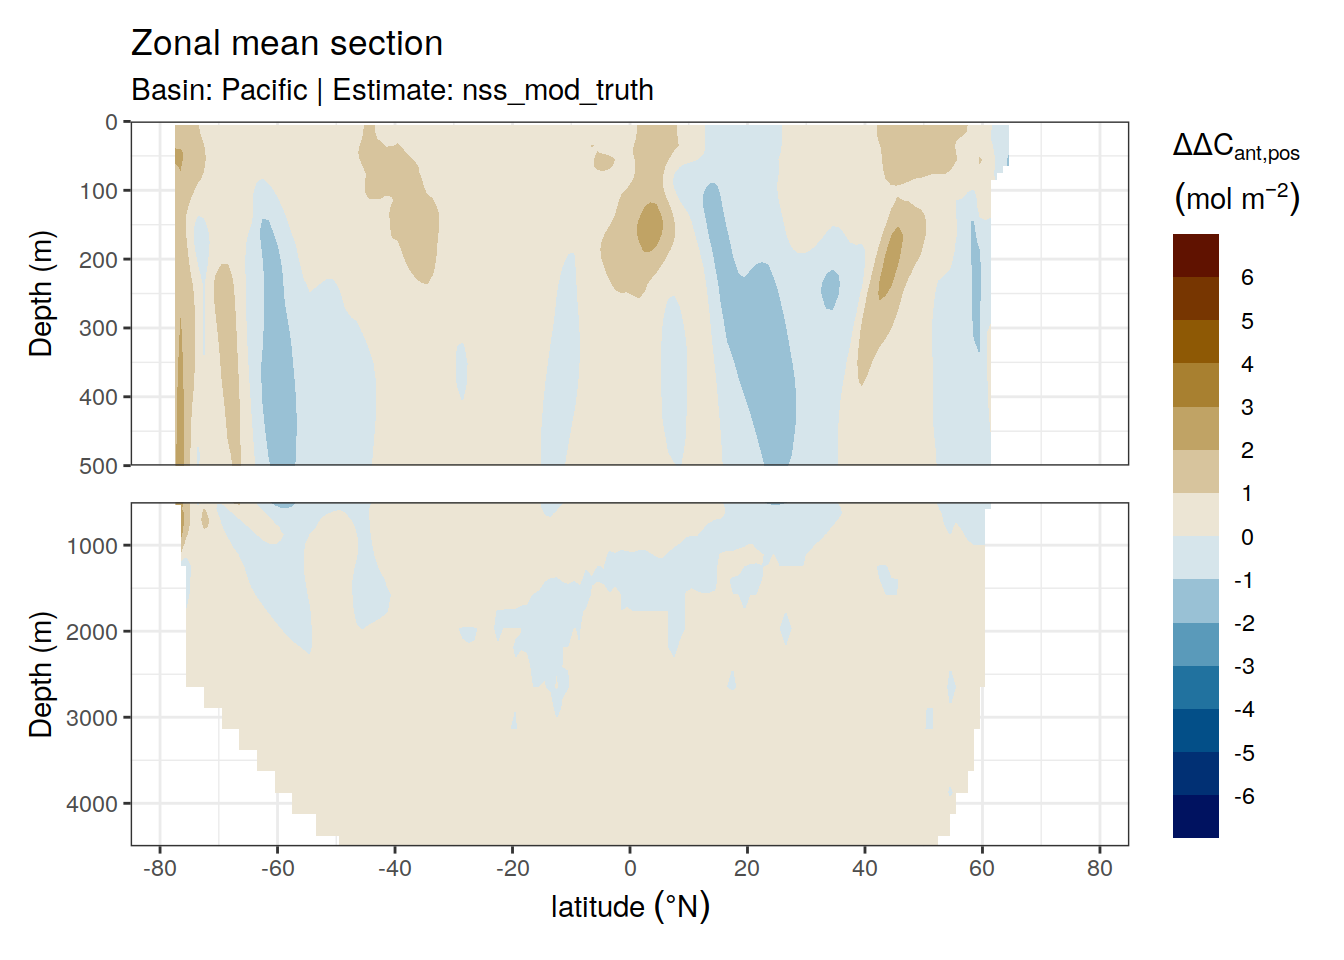 Zonal mean section
Basin: Pacific | Estimate: nss_mod_truth
0
100
200
300
400
500
Depth (m)
1000
2000
3000
4000
Depth (m)
-80 -60 -40 -20 0 20 40 60 80
latitude (°N)
ΔΔC_ant,pos
(mol m⁻²)
6
5
4
3
2
1
0
-1
-2
-3
-4
-5
-6